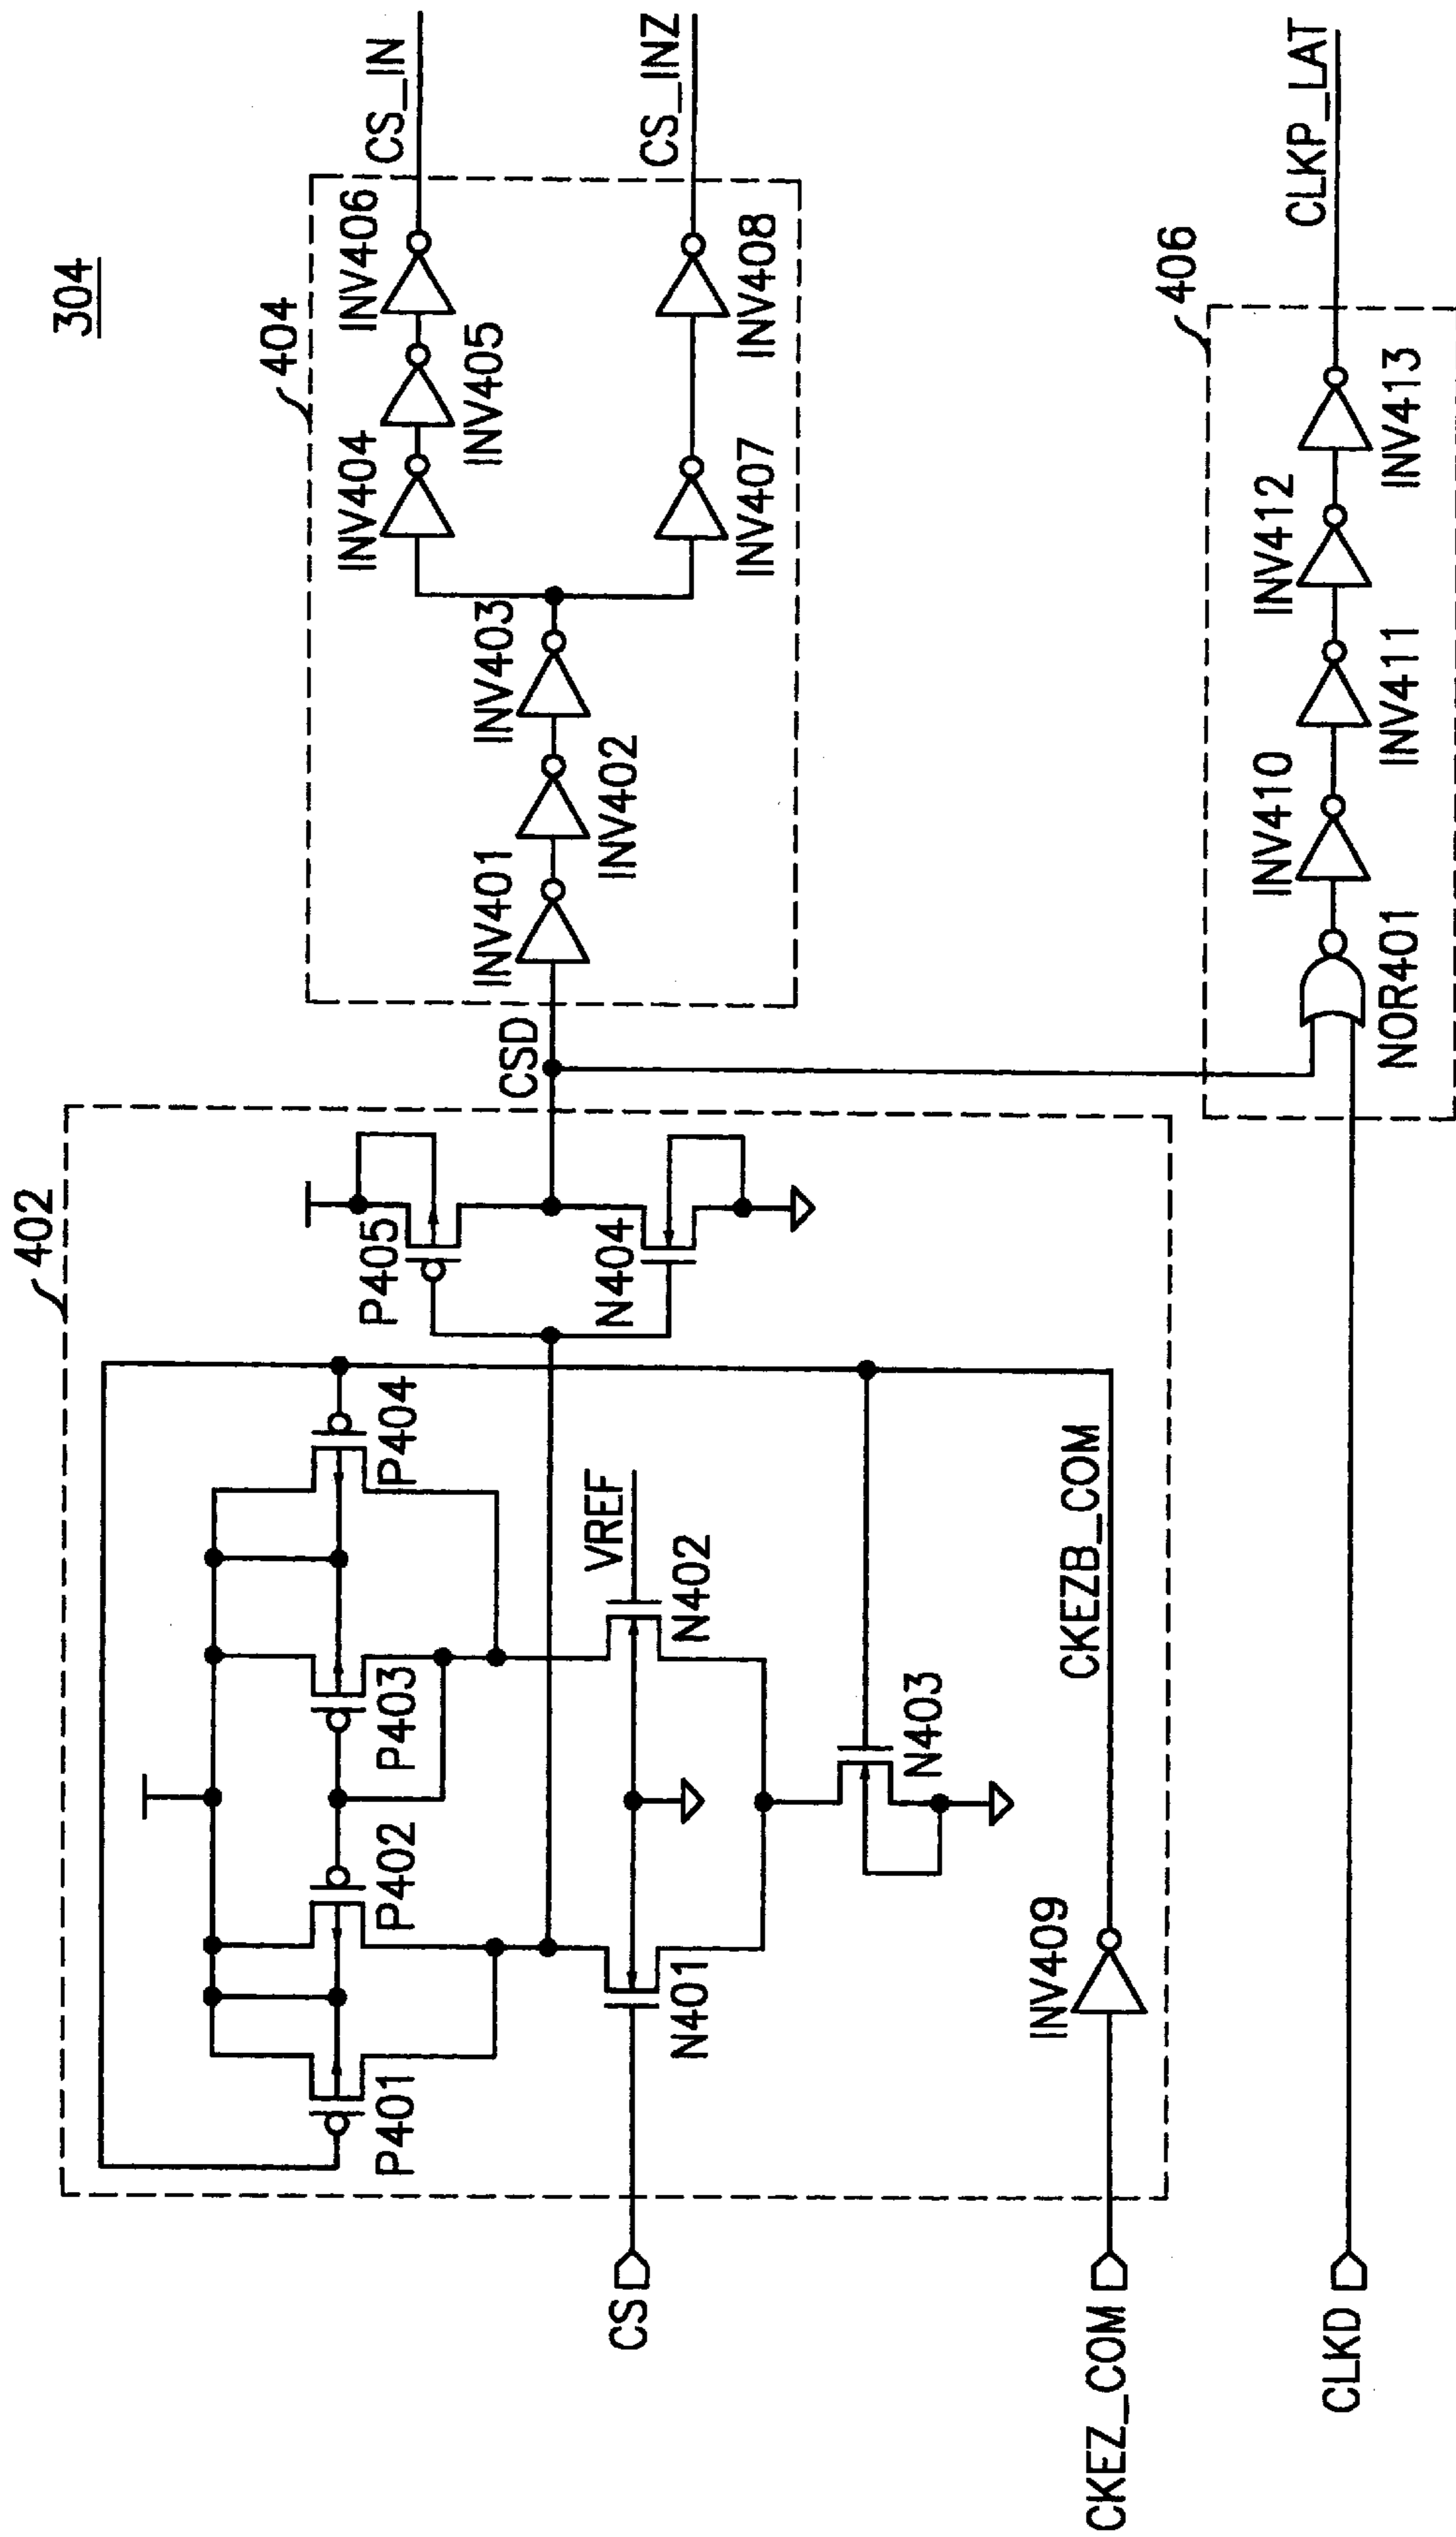 304
402
P401
P402
P403
P404
P405
N404
VREF
N401
N402
N403
CS
CKEZ_COM
INV409
CKEZB_COM
CSD
404
INV401
INV402
INV403
INV404
INV405
INV406
CS_IN
INV407
INV408
CS_INZ
406
CLKD
NOR401
INV410
INV411
INV412
INV413
CLKP_LAT